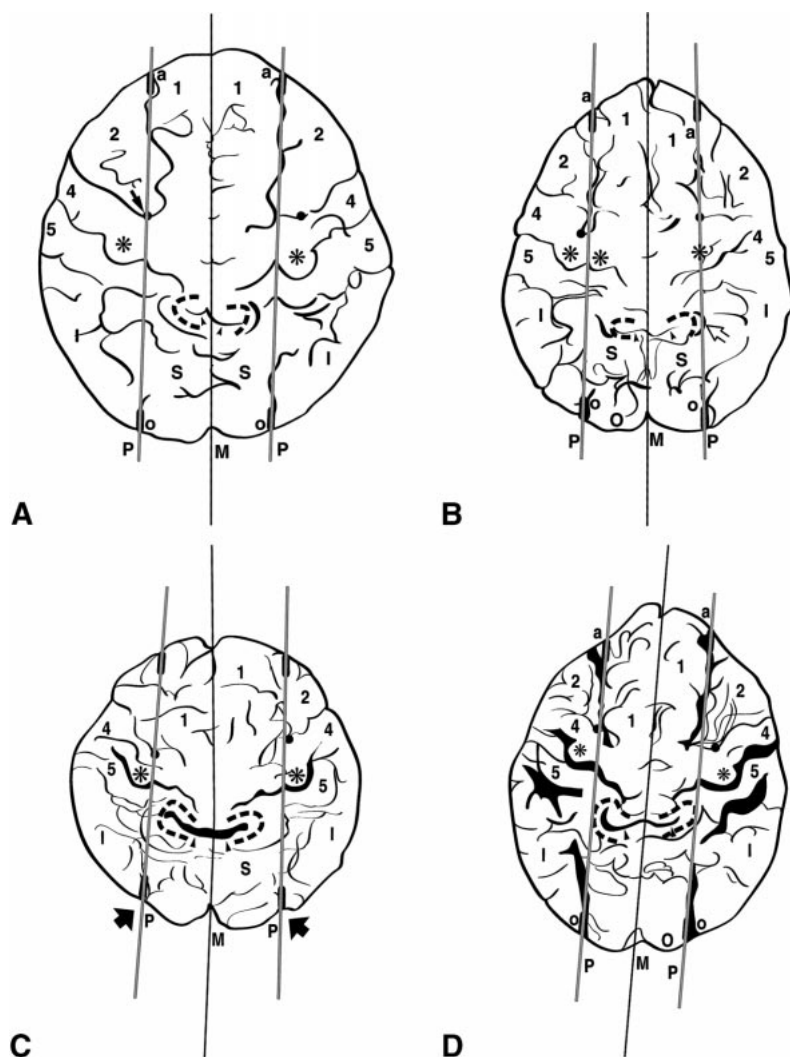 a 1 1 a
2 2
4 4
5 ✳ ✳ 5
I I
S S
o o
P M P
A
a 1 1 a
2 2
4 4
5 ✳ ✳ ✳ 5
I I
S S
o O o
P M P
B
1
1 2
4 4
5 ✳ ✳ 5
I I
S
P M P
C
a 1
2 2
4 1 4
✳ ✳
5 5
I I
o O o
P M P
D